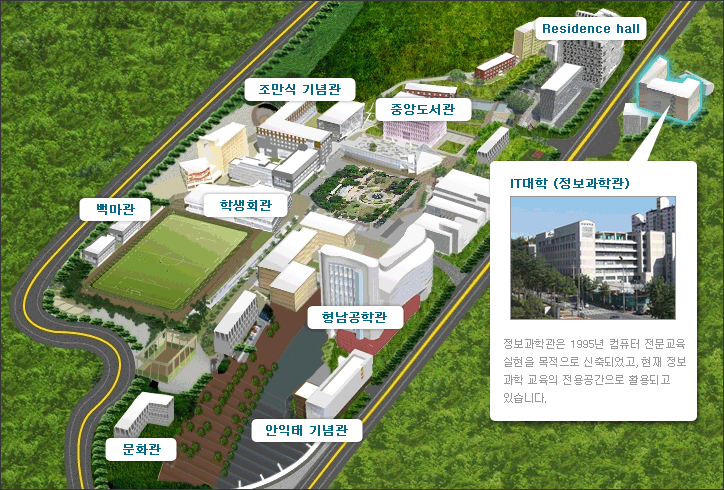 Residence hall
조만식 기념관
중앙도서관
IT대학 (정보과학관)
백마관
학생회관
형남공학관
정보과학관은 1995년 컴퓨터 전문교육
실현을 목적으로 신축되었고, 현재 정보
과학 교육의 전용공간으로 활용되고
있습니다.
안익태 기념관
문화관